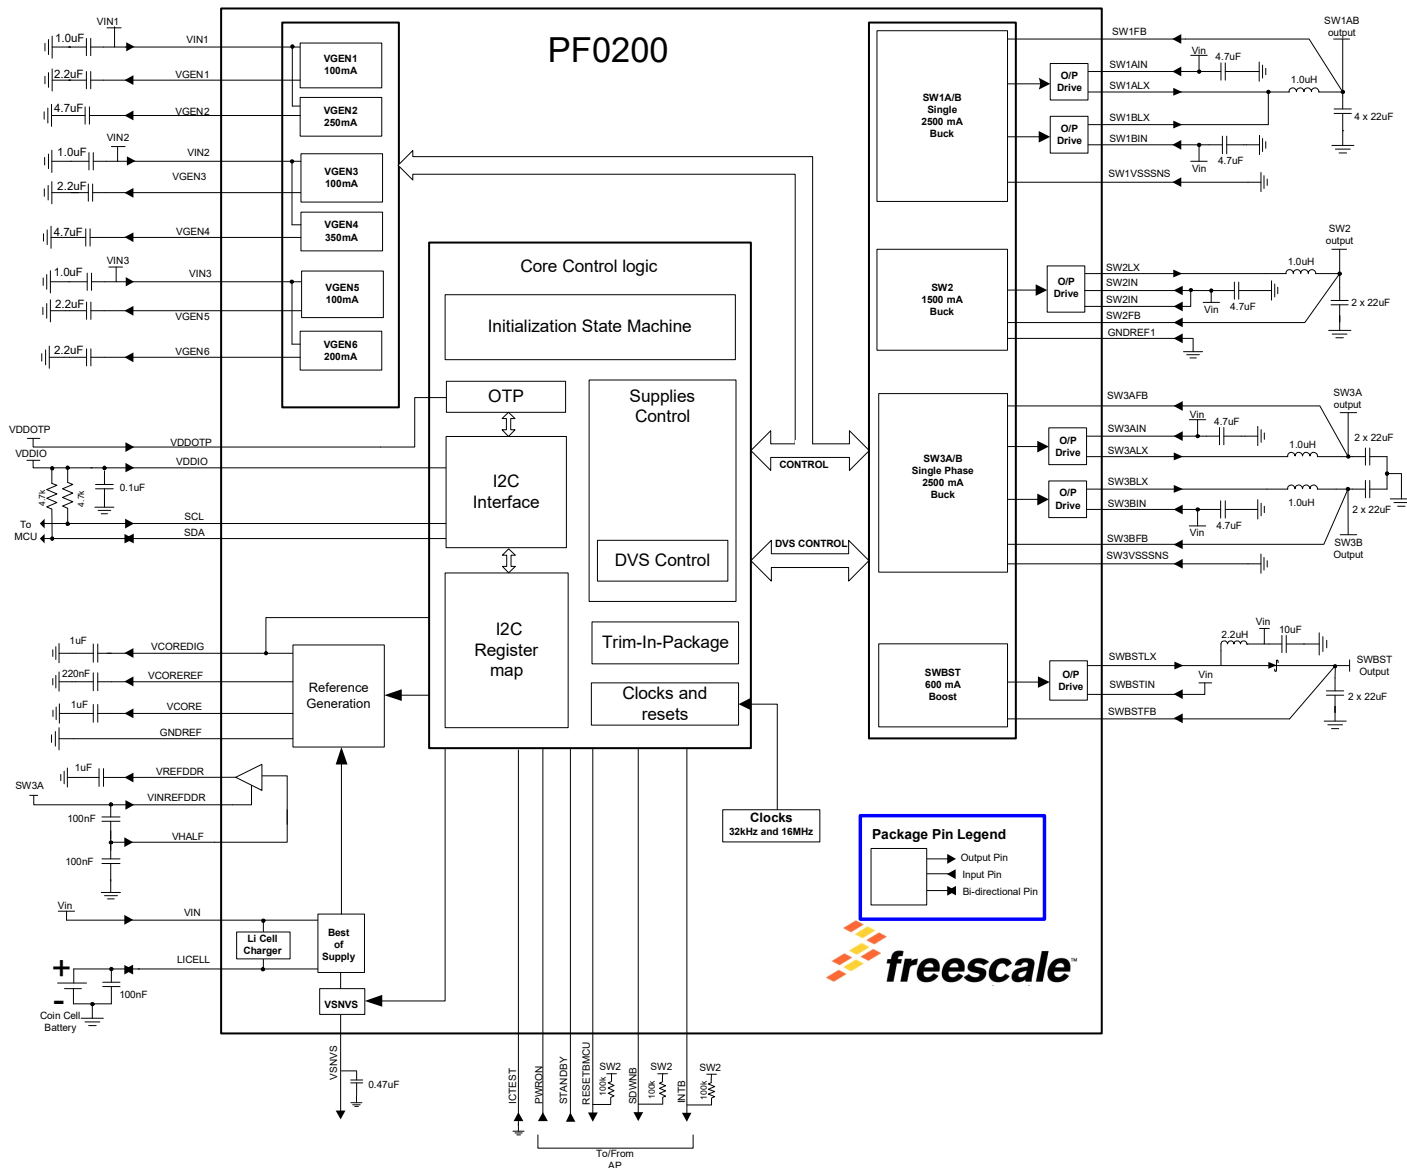 PF0200
VIN1
1.0uF
VIN1
VGEN1
100mA
2.2uF
VGEN1
4.7uF
VGEN2
VGEN2
250mA
VIN2
1.0uF
VIN2
VGEN3
100mA
2.2uF
VGEN3
4.7uF
VGEN4
VGEN4
350mA
VIN3
1.0uF
VIN3
VGEN5
100mA
2.2uF
VGEN5
2.2uF
VGEN6
VGEN6
200mA
Core Control logic
Initialization State Machine
OTP
Supplies
Control
I2C
Interface
DVS Control
I2C
Register
map
Trim-In-Package
Clocks and
resets
VDDOTP
VDDOTP
VDDIO
VDDIO
4.7k
4.7k
0.1uF
To
MCU
SCL
SDA
CONTROL
DVS CONTROL
1uF
VCOREDIG
220nF
VCOREREF
1uF
VCORE
GNDREF
Reference
Generation
1uF
VREFDDR
SW3A
VINREFDDR
100nF
VHALF
100nF
Vin
VIN
Li Cell
Charger
Best
of
Supply
LICELL
+
-
100nF
Coin Cell
Battery
VSNVS
VSNVS
0.47uF
ICTEST
PWRON
STANDBY
RESETBMCU
SW2
100k
SDWNB
SW2
100k
INTB
SW2
100k
To/From
AP
Clocks
32kHz and 16MHz
SW1A/B
Single
2500 mA
Buck
O/P
Drive
O/P
Drive
SW1FB
SW1AIN
SW1ALX
SW1BLX
SW1BIN
SW1VSSSNS
Vin
4.7uF
1.0uH
Vin
4.7uF
SW1AB
output
4 x 22uF
SW2
1500 mA
Buck
O/P
Drive
SW2LX
SW2IN
SW2IN
SW2FB
GNDREF1
1.0uH
Vin
4.7uF
SW2
output
2 x 22uF
SW3A/B
Single Phase
2500 mA
Buck
O/P
Drive
O/P
Drive
SW3AFB
SW3AIN
SW3ALX
SW3BLX
SW3BIN
SW3BFB
SW3VSSSNS
Vin
4.7uF
1.0uH
1.0uH
Vin
4.7uF
SW3A
output
2 x 22uF
2 x 22uF
SW3B
Output
SWBST
600 mA
Boost
O/P
Drive
SWBSTLX
SWBSTIN
SWBSTFB
2.2uH
Vin
10uF
Vin
SWBST
Output
2 x 22uF
Package Pin Legend
Output Pin
Input Pin
Bi-directional Pin
freescale™